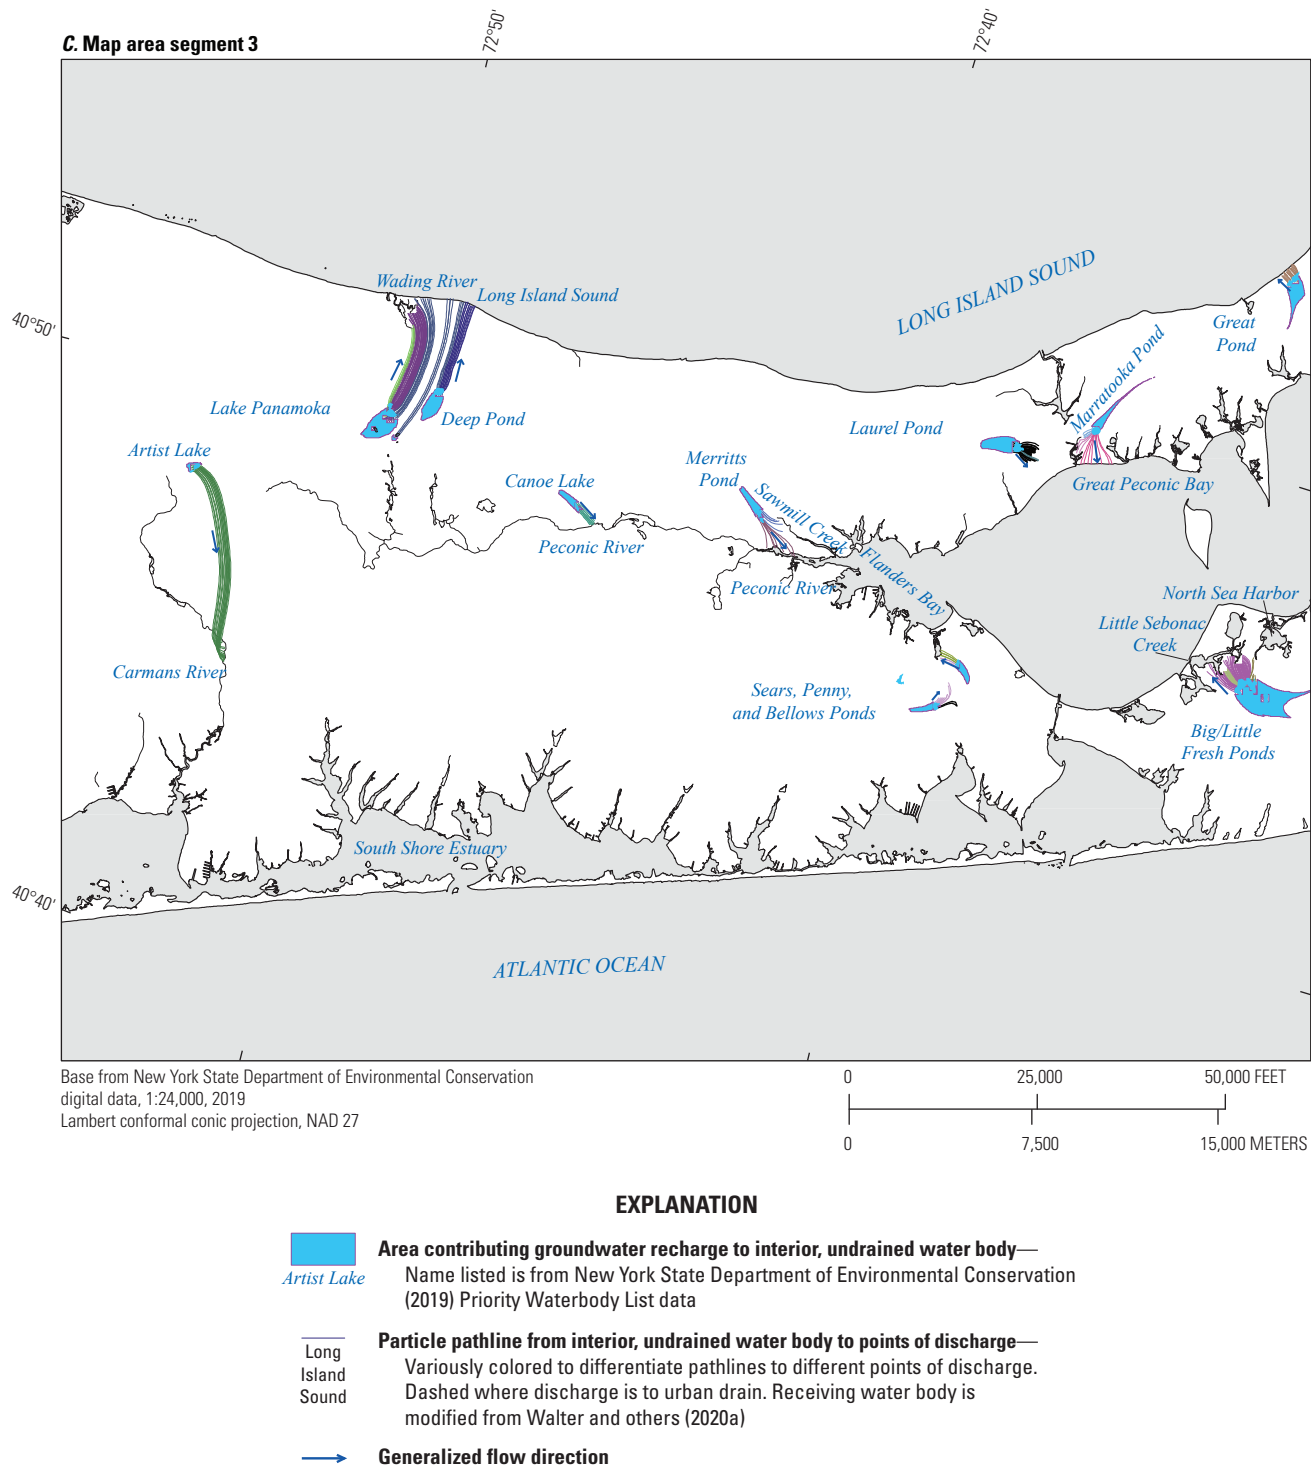 C. Map area segment 3
72°50'
72°40'
40°50'
40°40'
Wading River
Long Island Sound
LONG ISLAND SOUND
Great
Pond
Marratooka Pond
Lake Panamoka
Deep Pond
Laurel Pond
Artist Lake
Merritts
Pond
Canoe Lake
Sawmill Creek
Great Peconic Bay
Peconic River
Flanders Bay
Peconic River
North Sea Harbor
Little Sebonac
Creek
Carmans River
Sears, Penny,
and Bellows Ponds
Big/Little
Fresh Ponds
South Shore Estuary
ATLANTIC OCEAN
Base from New York State Department of Environmental Conservation
digital data, 1:24,000, 2019
Lambert conformal conic projection, NAD 27
0 25,000 50,000 FEET
0 7,500 15,000 METERS
EXPLANATION
Area contributing groundwater recharge to interior, undrained water body—
Name listed is from New York State Department of Environmental Conservation
(2019) Priority Waterbody List data
Artist Lake
Particle pathline from interior, undrained water body to points of discharge—
Variously colored to differentiate pathlines to different points of discharge.
Dashed where discharge is to urban drain. Receiving water body is
modified from Walter and others (2020a)
Long
Island
Sound
Generalized flow direction